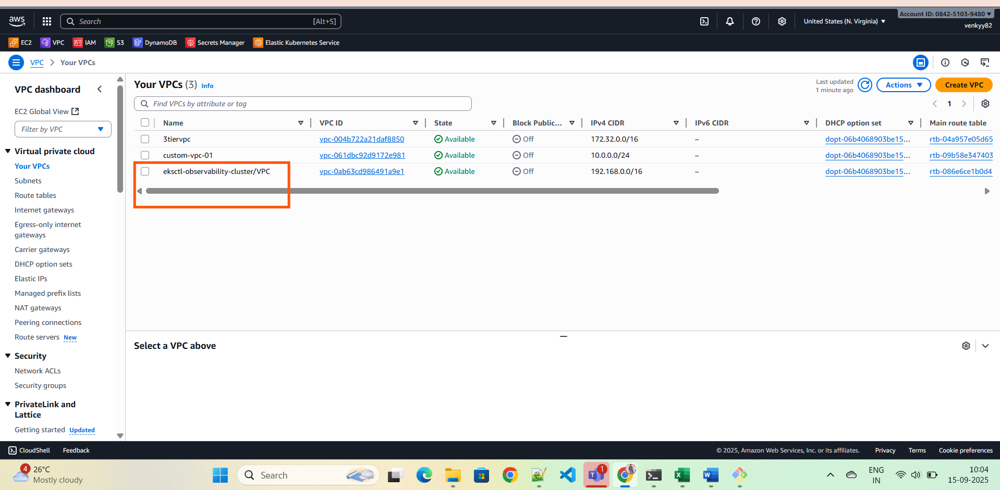 aws
Search [Alt+S]
United States (N. Virginia)
Account ID: 0842-5103-9480
venkyy82
EC2 VPC IAM S3 DynamoDB Secrets Manager Elastic Kubernetes Service
VPC Your VPCs
VPC dashboard
EC2 Global View
Filter by VPC
Virtual private cloud
Your VPCs
Subnets
Route tables
Internet gateways
Egress-only internet
gateways
Carrier gateways
DHCP option sets
Elastic IPs
Managed prefix lists
NAT gateways
Peering connections
Route servers New
Security
Network ACLs
Security groups
PrivateLink and
Lattice
Getting started Updated
Your VPCs (3) Info
Last updated
1 minute ago
Actions
Create VPC
Find VPCs by attribute or tag
1
Name VPC ID State Block Public... IPv4 CIDR IPv6 CIDR DHCP option set Main route table
3tiervpc vpc-004b722a21daf8850 Available Off 172.32.0.0/16 – dopt-06b4068903be15... rtb-04a957e05d65
custom-vpc-01 vpc-061dbc92d9172e981 Available Off 10.0.0.0/24 – dopt-06b4068903be15... rtb-09b58e347403
eksctl-observability-cluster/VPC vpc-0ab63cd986491a9e1 Available Off 192.168.0.0/16 – dopt-06b4068903be15... rtb-086e6ce1b0d4
Select a VPC above
CloudShell Feedback
© 2025, Amazon Web Services, Inc. or its affiliates. Privacy Terms Cookie preferences
4
26°C
Mostly cloudy
Search
1
ENG
IN
10:04
15-09-2025